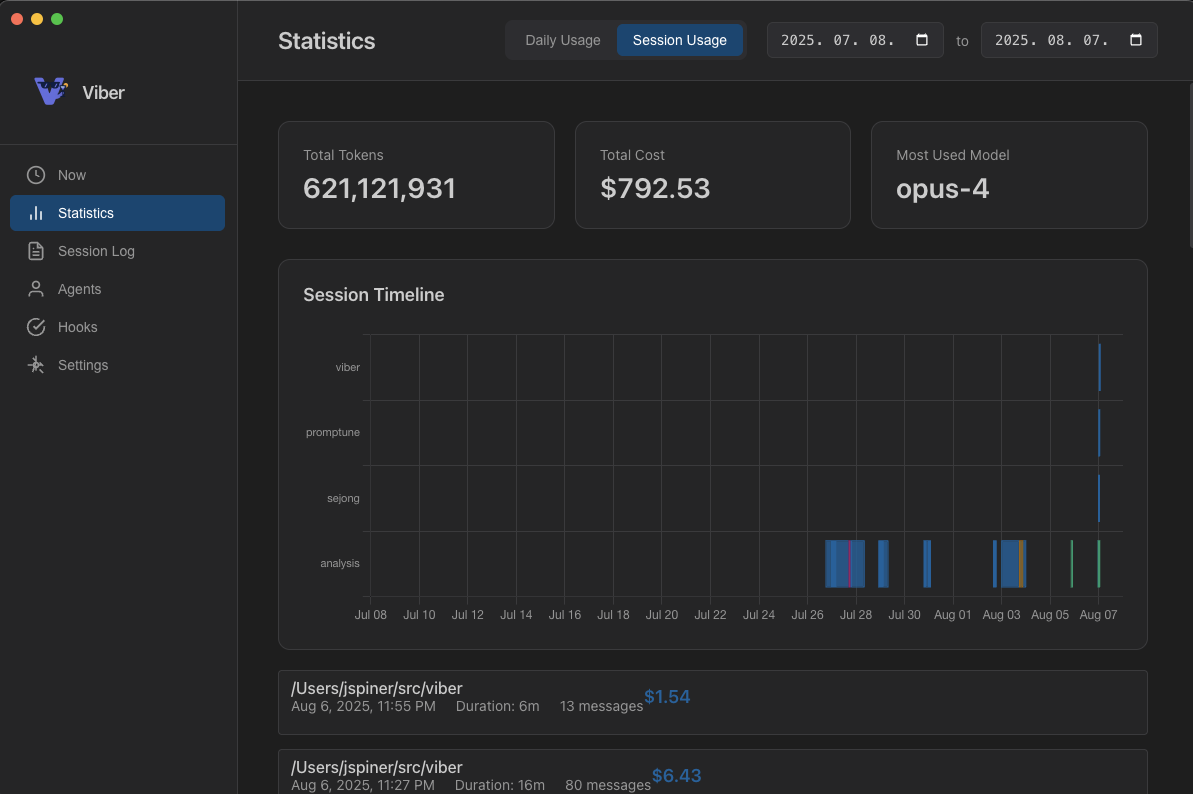 Viber
Now
Statistics
Session Log
Agents
Hooks
Settings
Statistics
Daily Usage
Session Usage
2025. 07. 08.
to
2025. 08. 07.
Total Tokens
621,121,931
Total Cost
$792.53
Most Used Model
opus-4
Session Timeline
viber
promptune
sejong
analysis
Jul 08 Jul 10 Jul 12 Jul 14 Jul 16 Jul 18 Jul 20 Jul 22 Jul 24 Jul 26 Jul 28 Jul 30 Aug 01 Aug 03 Aug 05 Aug 07
/Users/jspiner/src/viber
Aug 6, 2025, 11:55 PM Duration: 6m 13 messages $1.54
/Users/jspiner/src/viber
Aug 6, 2025, 11:27 PM Duration: 16m 80 messages $6.43